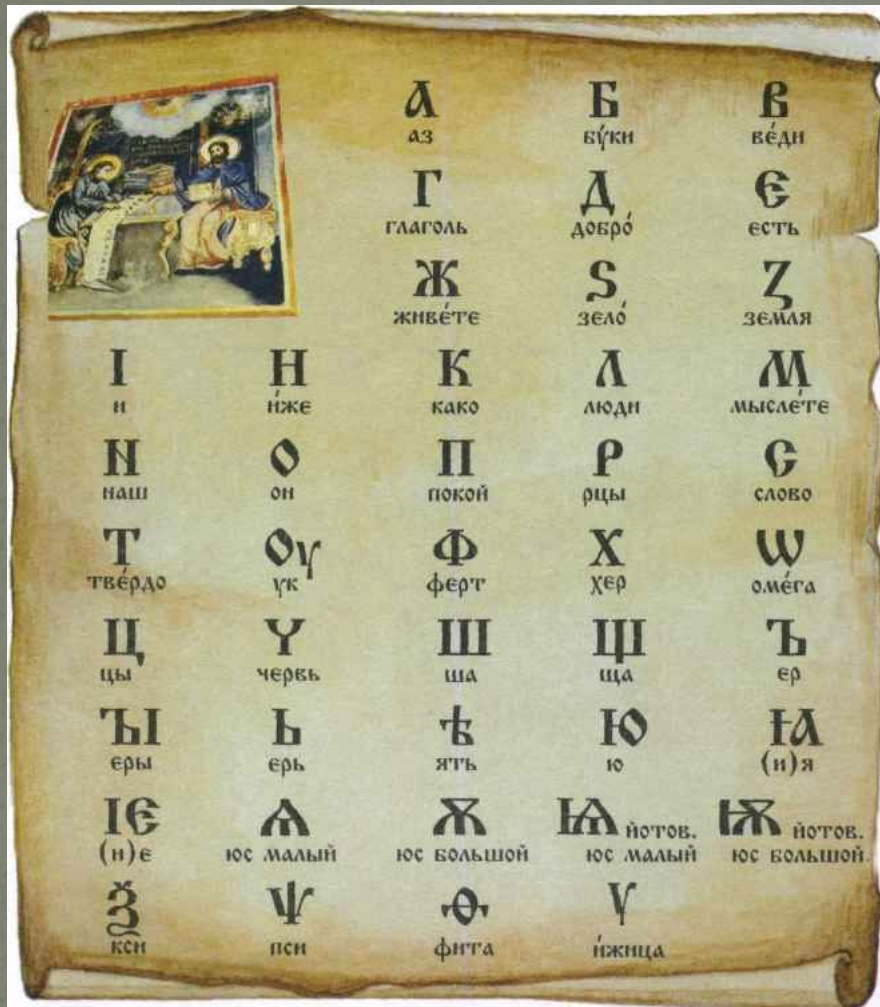 А Б В
аз бу́ки ве́ди
Г Д Є
глаголь добро́ єсть
Ж Ѕ Ꙁ
живе́те зело́ земля
І Н К Л М
и и́же како люди мысле́те
N О П Р С
наш он покой рцы слово
Т Оу Ф Х Ѡ
тве́рдо ук ферт хер оме́га
Ц Ч Ш Щ Ъ
цы червь ша ща ер
ЪІ Ь Ѣ Ю Ꙗ
еры ерь ять ю (и)я
Ѥ Ѧ Ѫ Ѩ йотов. Ѭ йотов.
(и)е юс малый юс большой юс малый юс большой
Ѯ Ѱ Ѳ Ѵ
кси пси фита и́жица